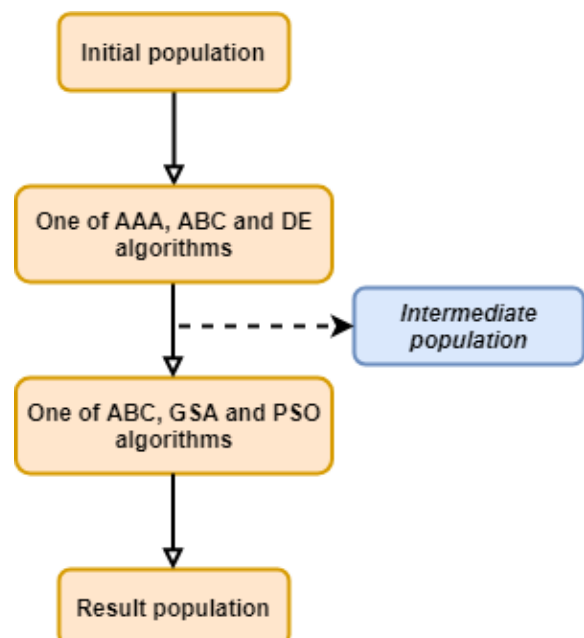 Initial population
One of AAA, ABC and DE
algorithms
Intermediate
population
One of ABC, GSA and PSO
algorithms
Result population